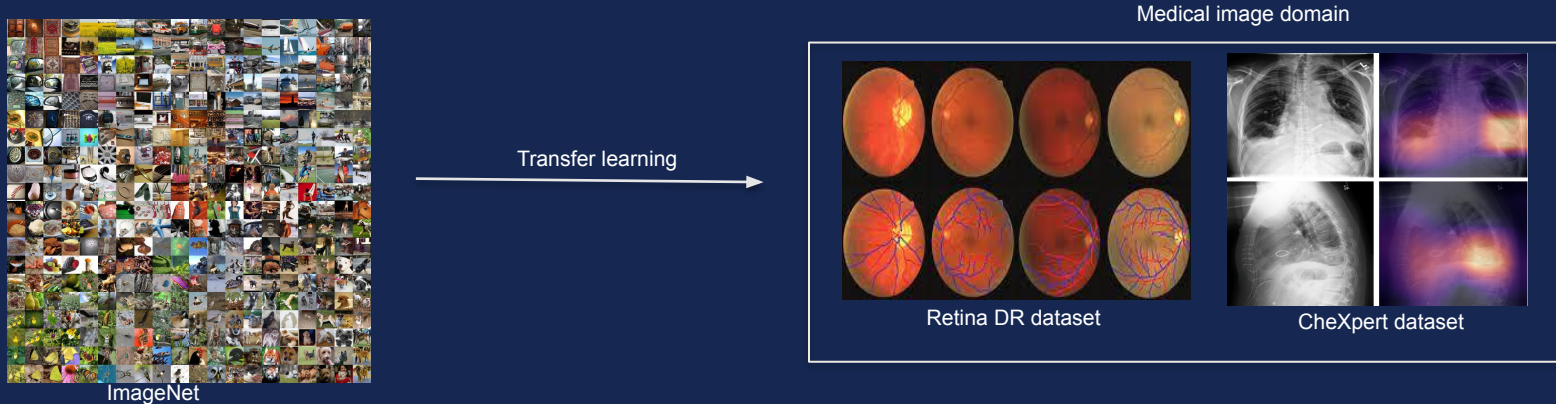 Medical image domain
Transfer learning
Retina DR dataset
CheXpert dataset
ImageNet